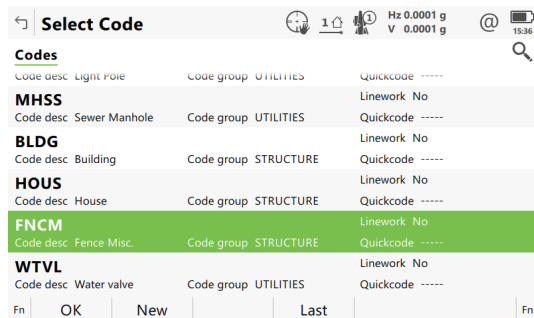 Select Code
1
1
Hz 0.0001 g
V 0.0001 g
@
15:36
Codes
Code desc Light Pole Code group UTILITIES Quickcode -----
MHSS Linework No
Code desc Sewer Manhole Code group UTILITIES Quickcode -----
BLDG Linework No
Code desc Building Code group STRUCTURE Quickcode -----
HOUS Linework No
Code desc House Code group STRUCTURE Quickcode -----
FNCM Linework No
Code desc Fence Misc. Code group STRUCTURE Quickcode -----
WTVL Linework No
Code desc Water valve Code group UTILITIES Quickcode -----
Fn OK New Last Fn